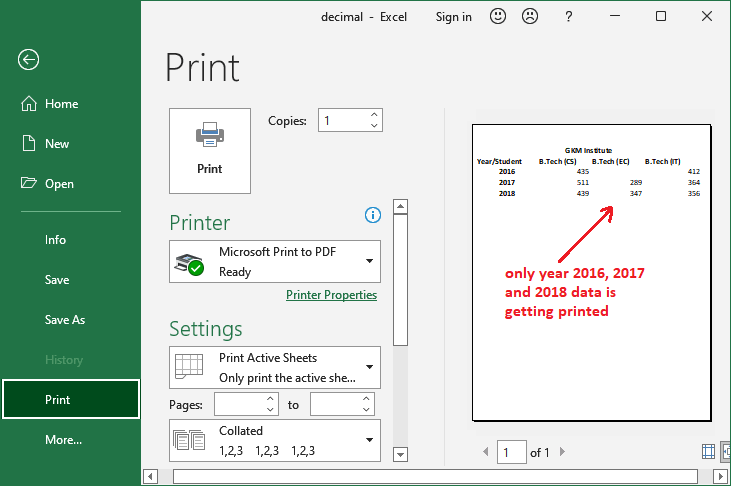 decimal - Excel
Sign in
?
Print
Home
New
Open
Info
Save
Save As
History
Print
More...
Print
Copies: 1
Printer
Microsoft Print to PDF
Ready
Printer Properties
Settings
Print Active Sheets
Only print the active she...
Pages: to
Collated
1,2,3 1,2,3 1,2,3
GKM Institute
Year/Student B.Tech (CS) B.Tech (EC) B.Tech (IT)
2016 435 412
2017 511 289 364
2018 439 347 356
only year 2016, 2017
and 2018 data is
getting printed
1 of 1